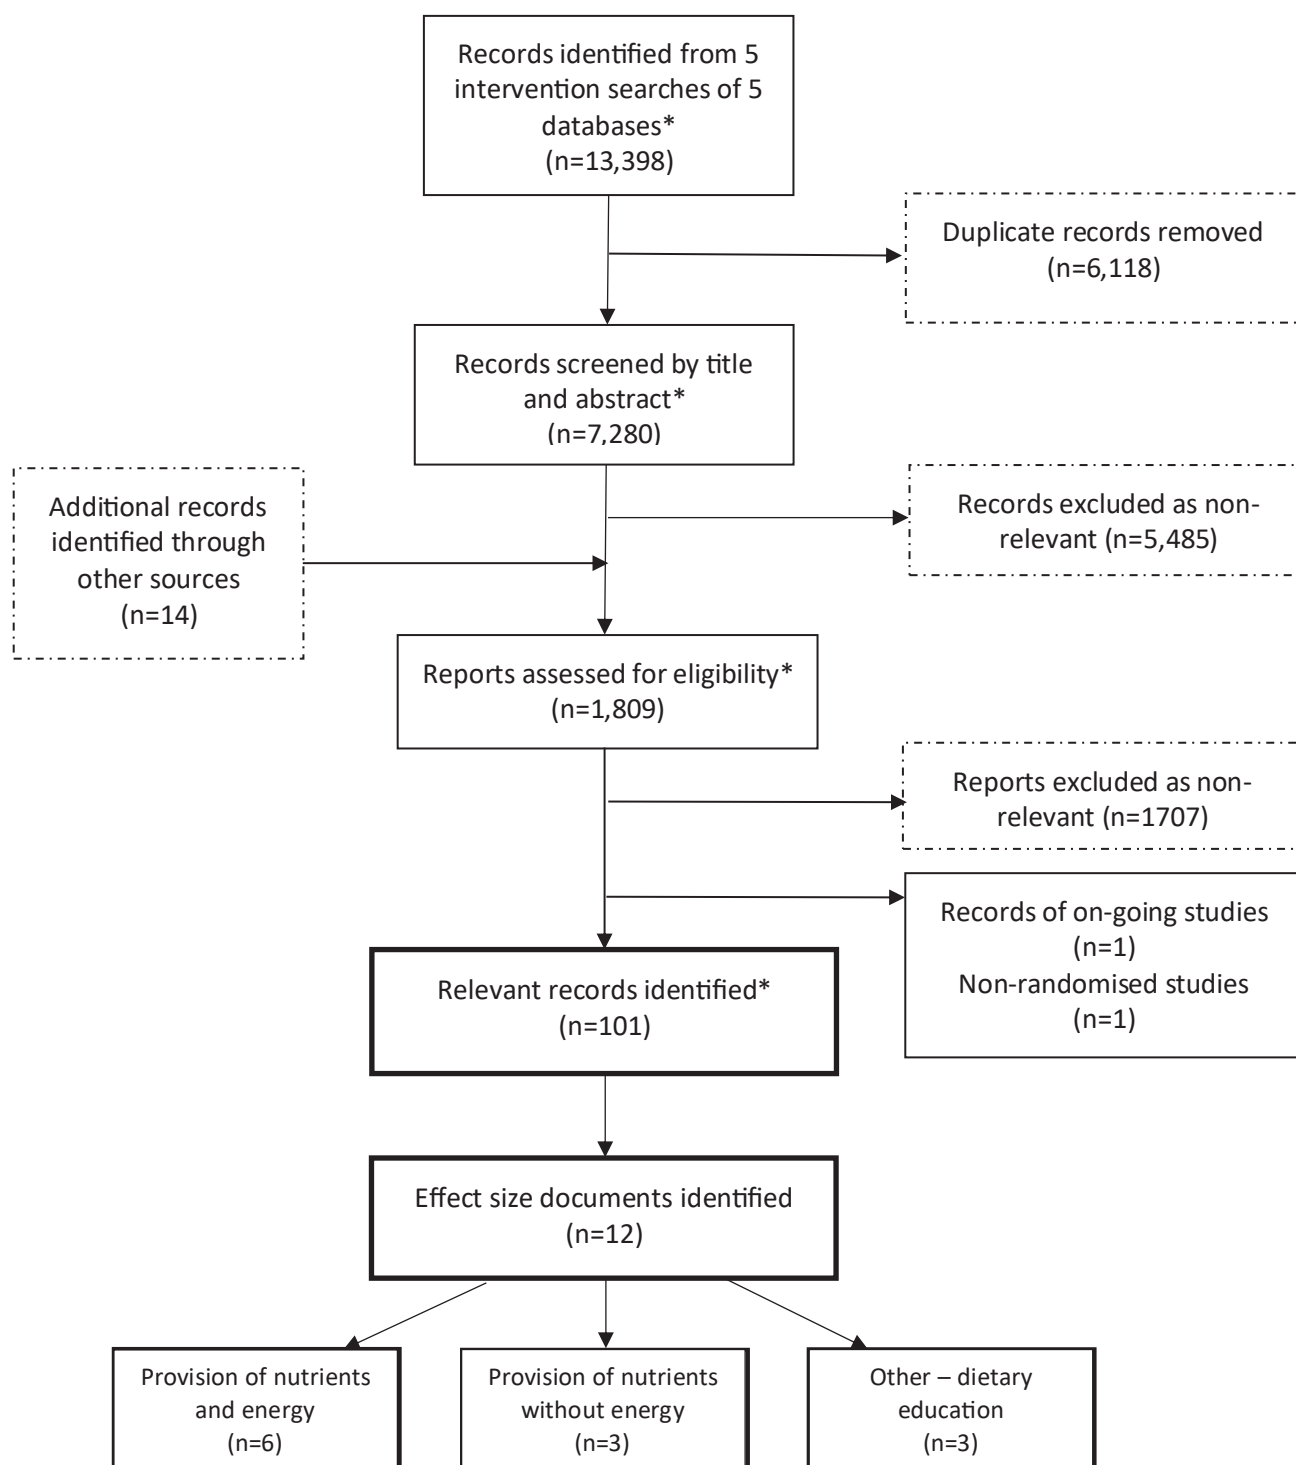 Records identified from 5
intervention searches of 5
databases*
(n=13,398)
Duplicate records removed
(n=6,118)
Records screened by title
and abstract*
(n=7,280)
Additional records
identified through
other sources
(n=14)
Records excluded as non-
relevant (n=5,485)
Reports assessed for eligibility*
(n=1,809)
Reports excluded as non-
relevant (n=1707)
Records of on-going studies
(n=1)
Non-randomised studies
(n=1)
Relevant records identified*
(n=101)
Effect size documents identified
(n=12)
Provision of nutrients
and energy
(n=6)
Provision of nutrients
without energy
(n=3)
Other – dietary
education
(n=3)